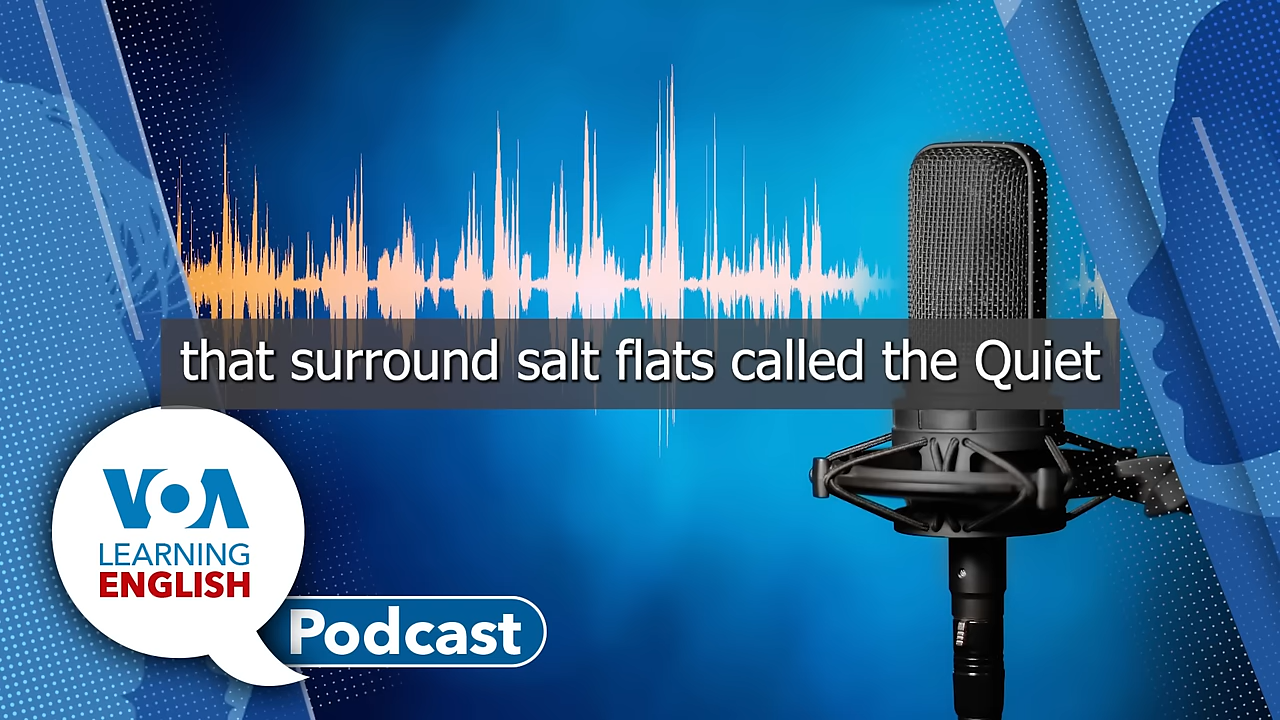 that surround salt flats called the Quiet
VOA
LEARNING
ENGLISH
Podcast